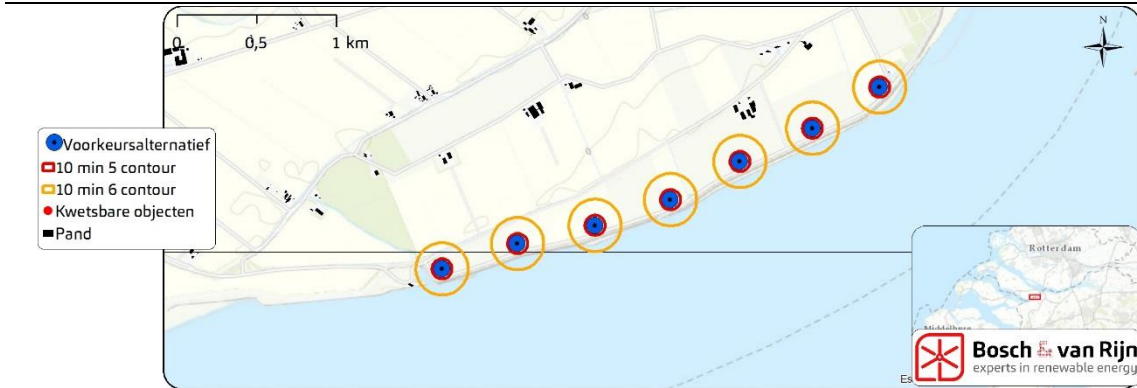 0 0,5 1 km
N
Voorkeursalternatief
10 min 5 contour
10 min 6 contour
Kwetsbare objecten
Pand
Rotterdam
Middelburg
Bosch & van Rijn
experts in renewable energy
Es